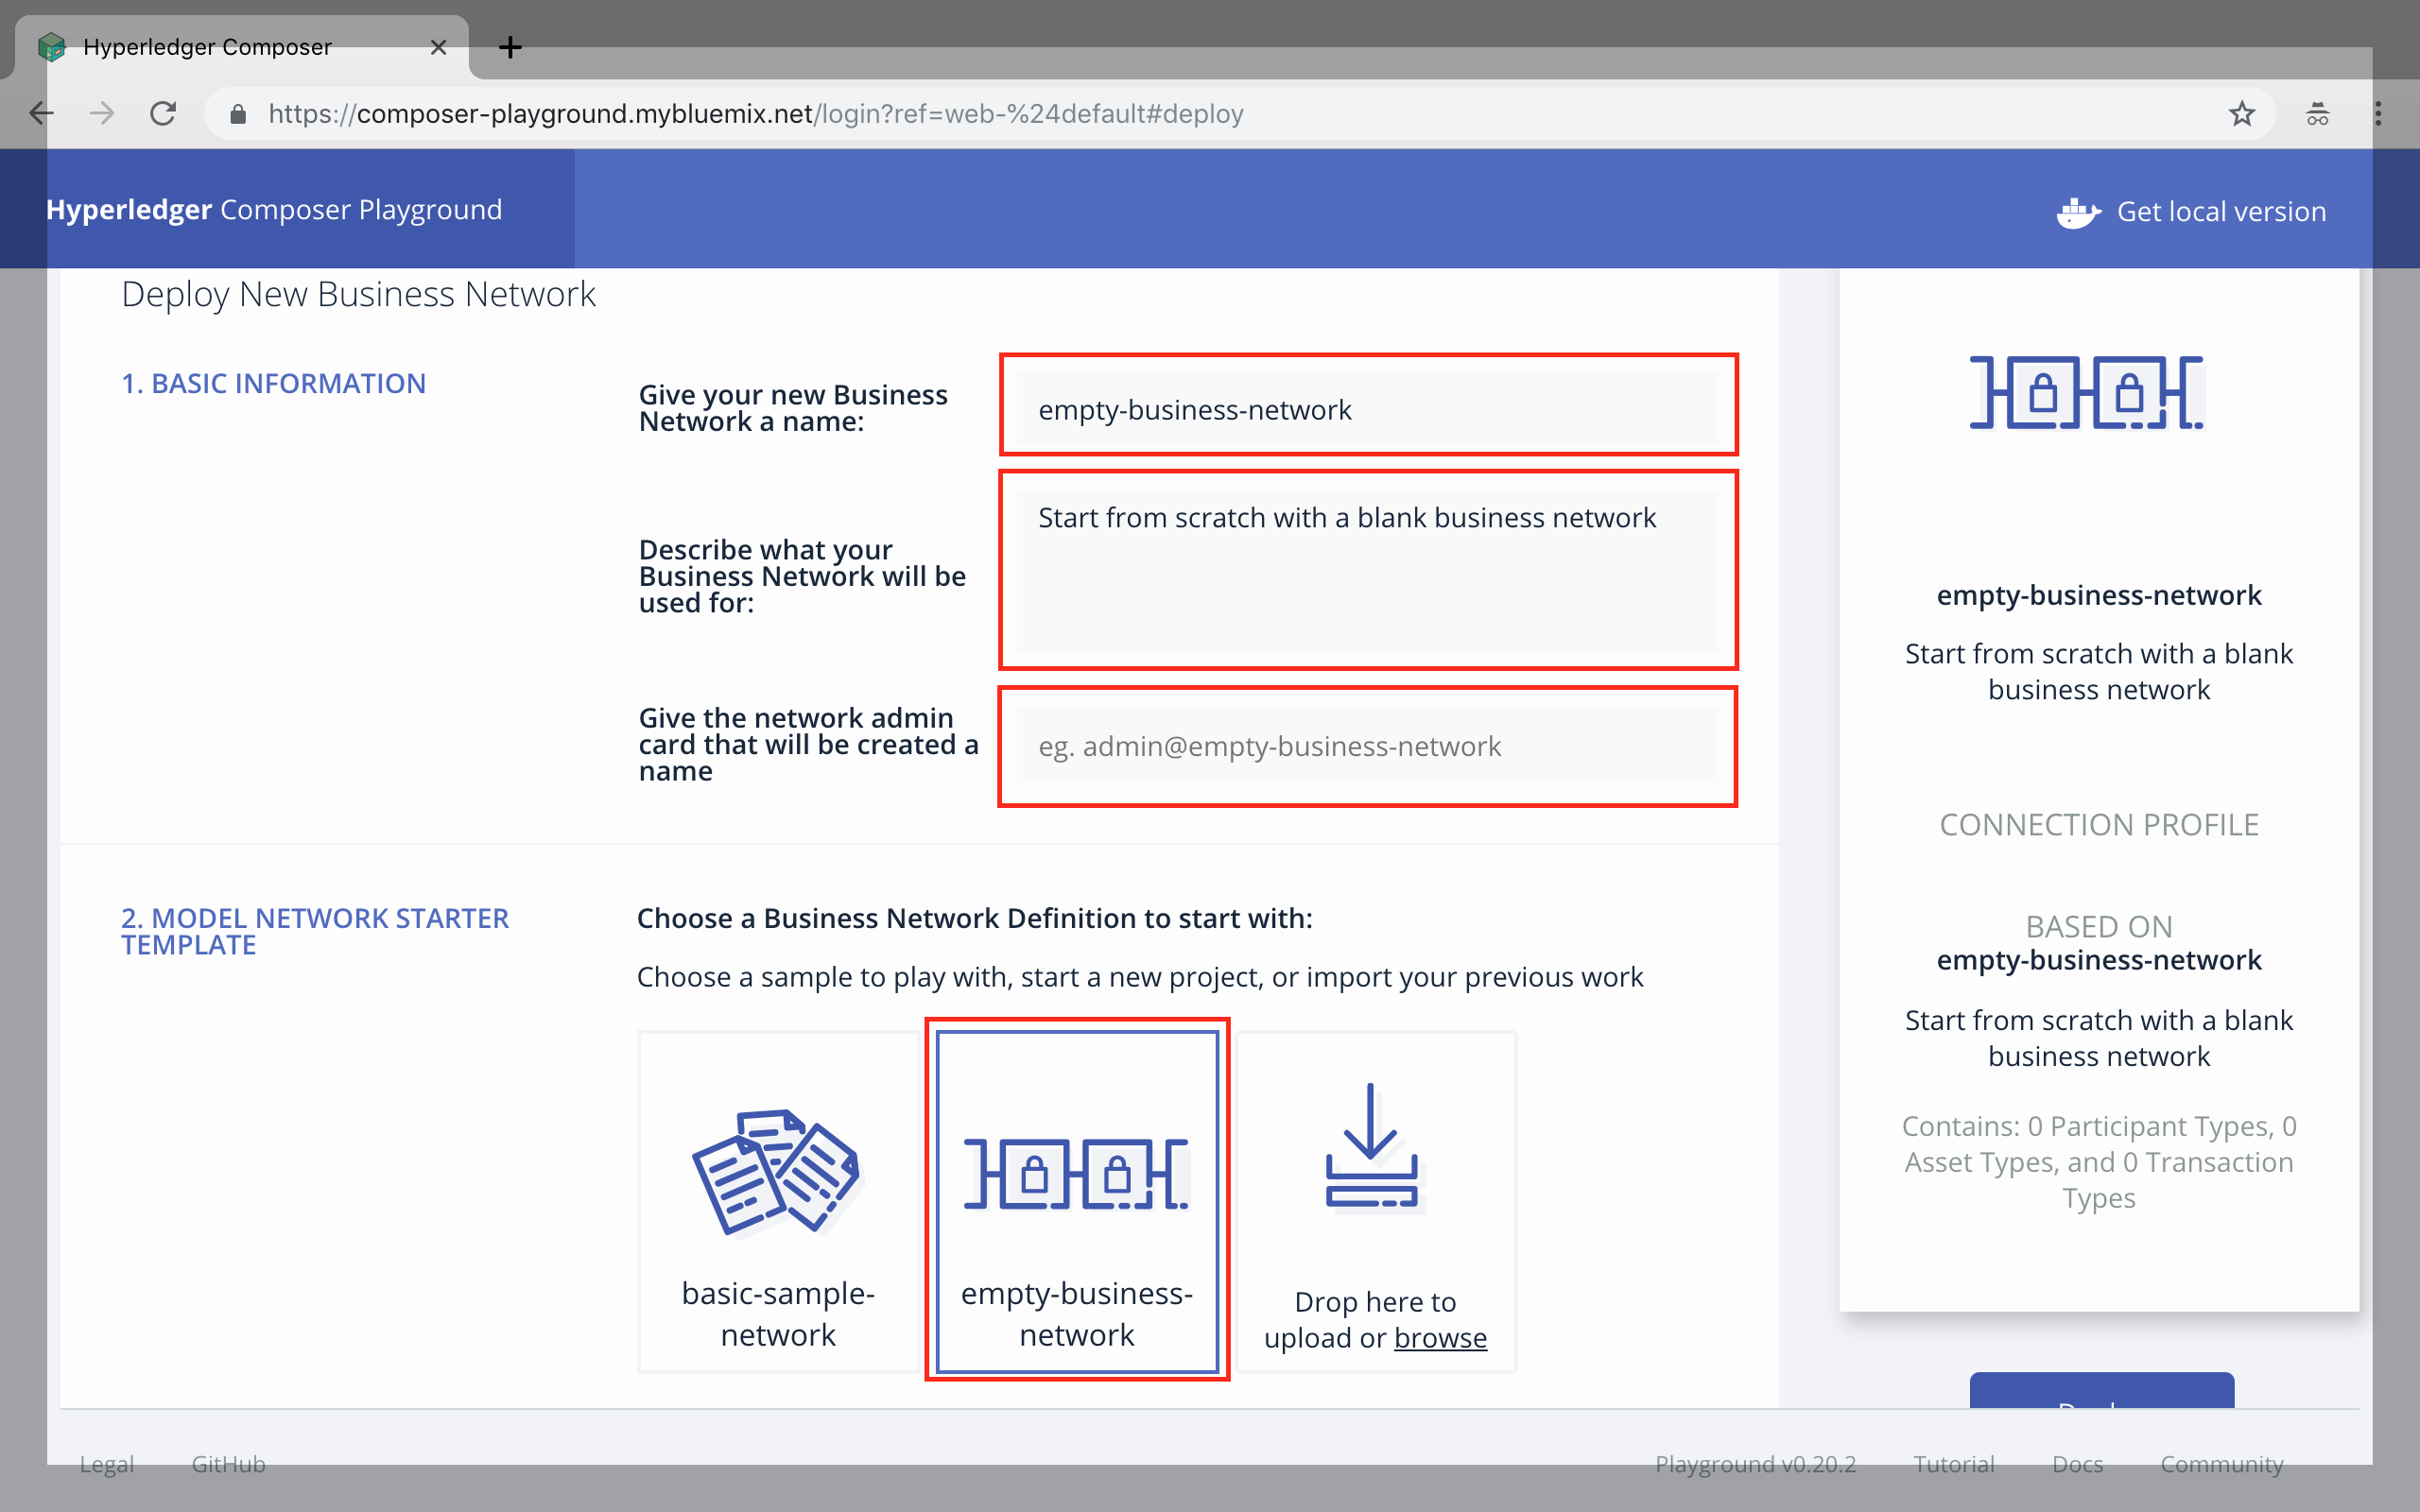 Hyperledger Composer
https://composer-playground.mybluemix.net/login?ref=web-%24default#deploy
Hyperledger Composer Playground
Get local version
Deploy New Business Network
1. BASIC INFORMATION
Give your new Business
Network a name:
empty-business-network
Describe what your
Business Network will be
used for:
Start from scratch with a blank business network
Give the network admin
card that will be created a
name
eg. admin@empty-business-network
2. MODEL NETWORK STARTER
TEMPLATE
Choose a Business Network Definition to start with:
Choose a sample to play with, start a new project, or import your previous work
basic-sample-
network
empty-business-
network
Drop here to
upload or browse
empty-business-network
Start from scratch with a blank
business network
CONNECTION PROFILE
BASED ON
empty-business-network
Start from scratch with a blank
business network
Contains: 0 Participant Types, 0
Asset Types, and 0 Transaction
Types
Legal
GitHub
Playground v0.20.2
Tutorial
Docs
Community